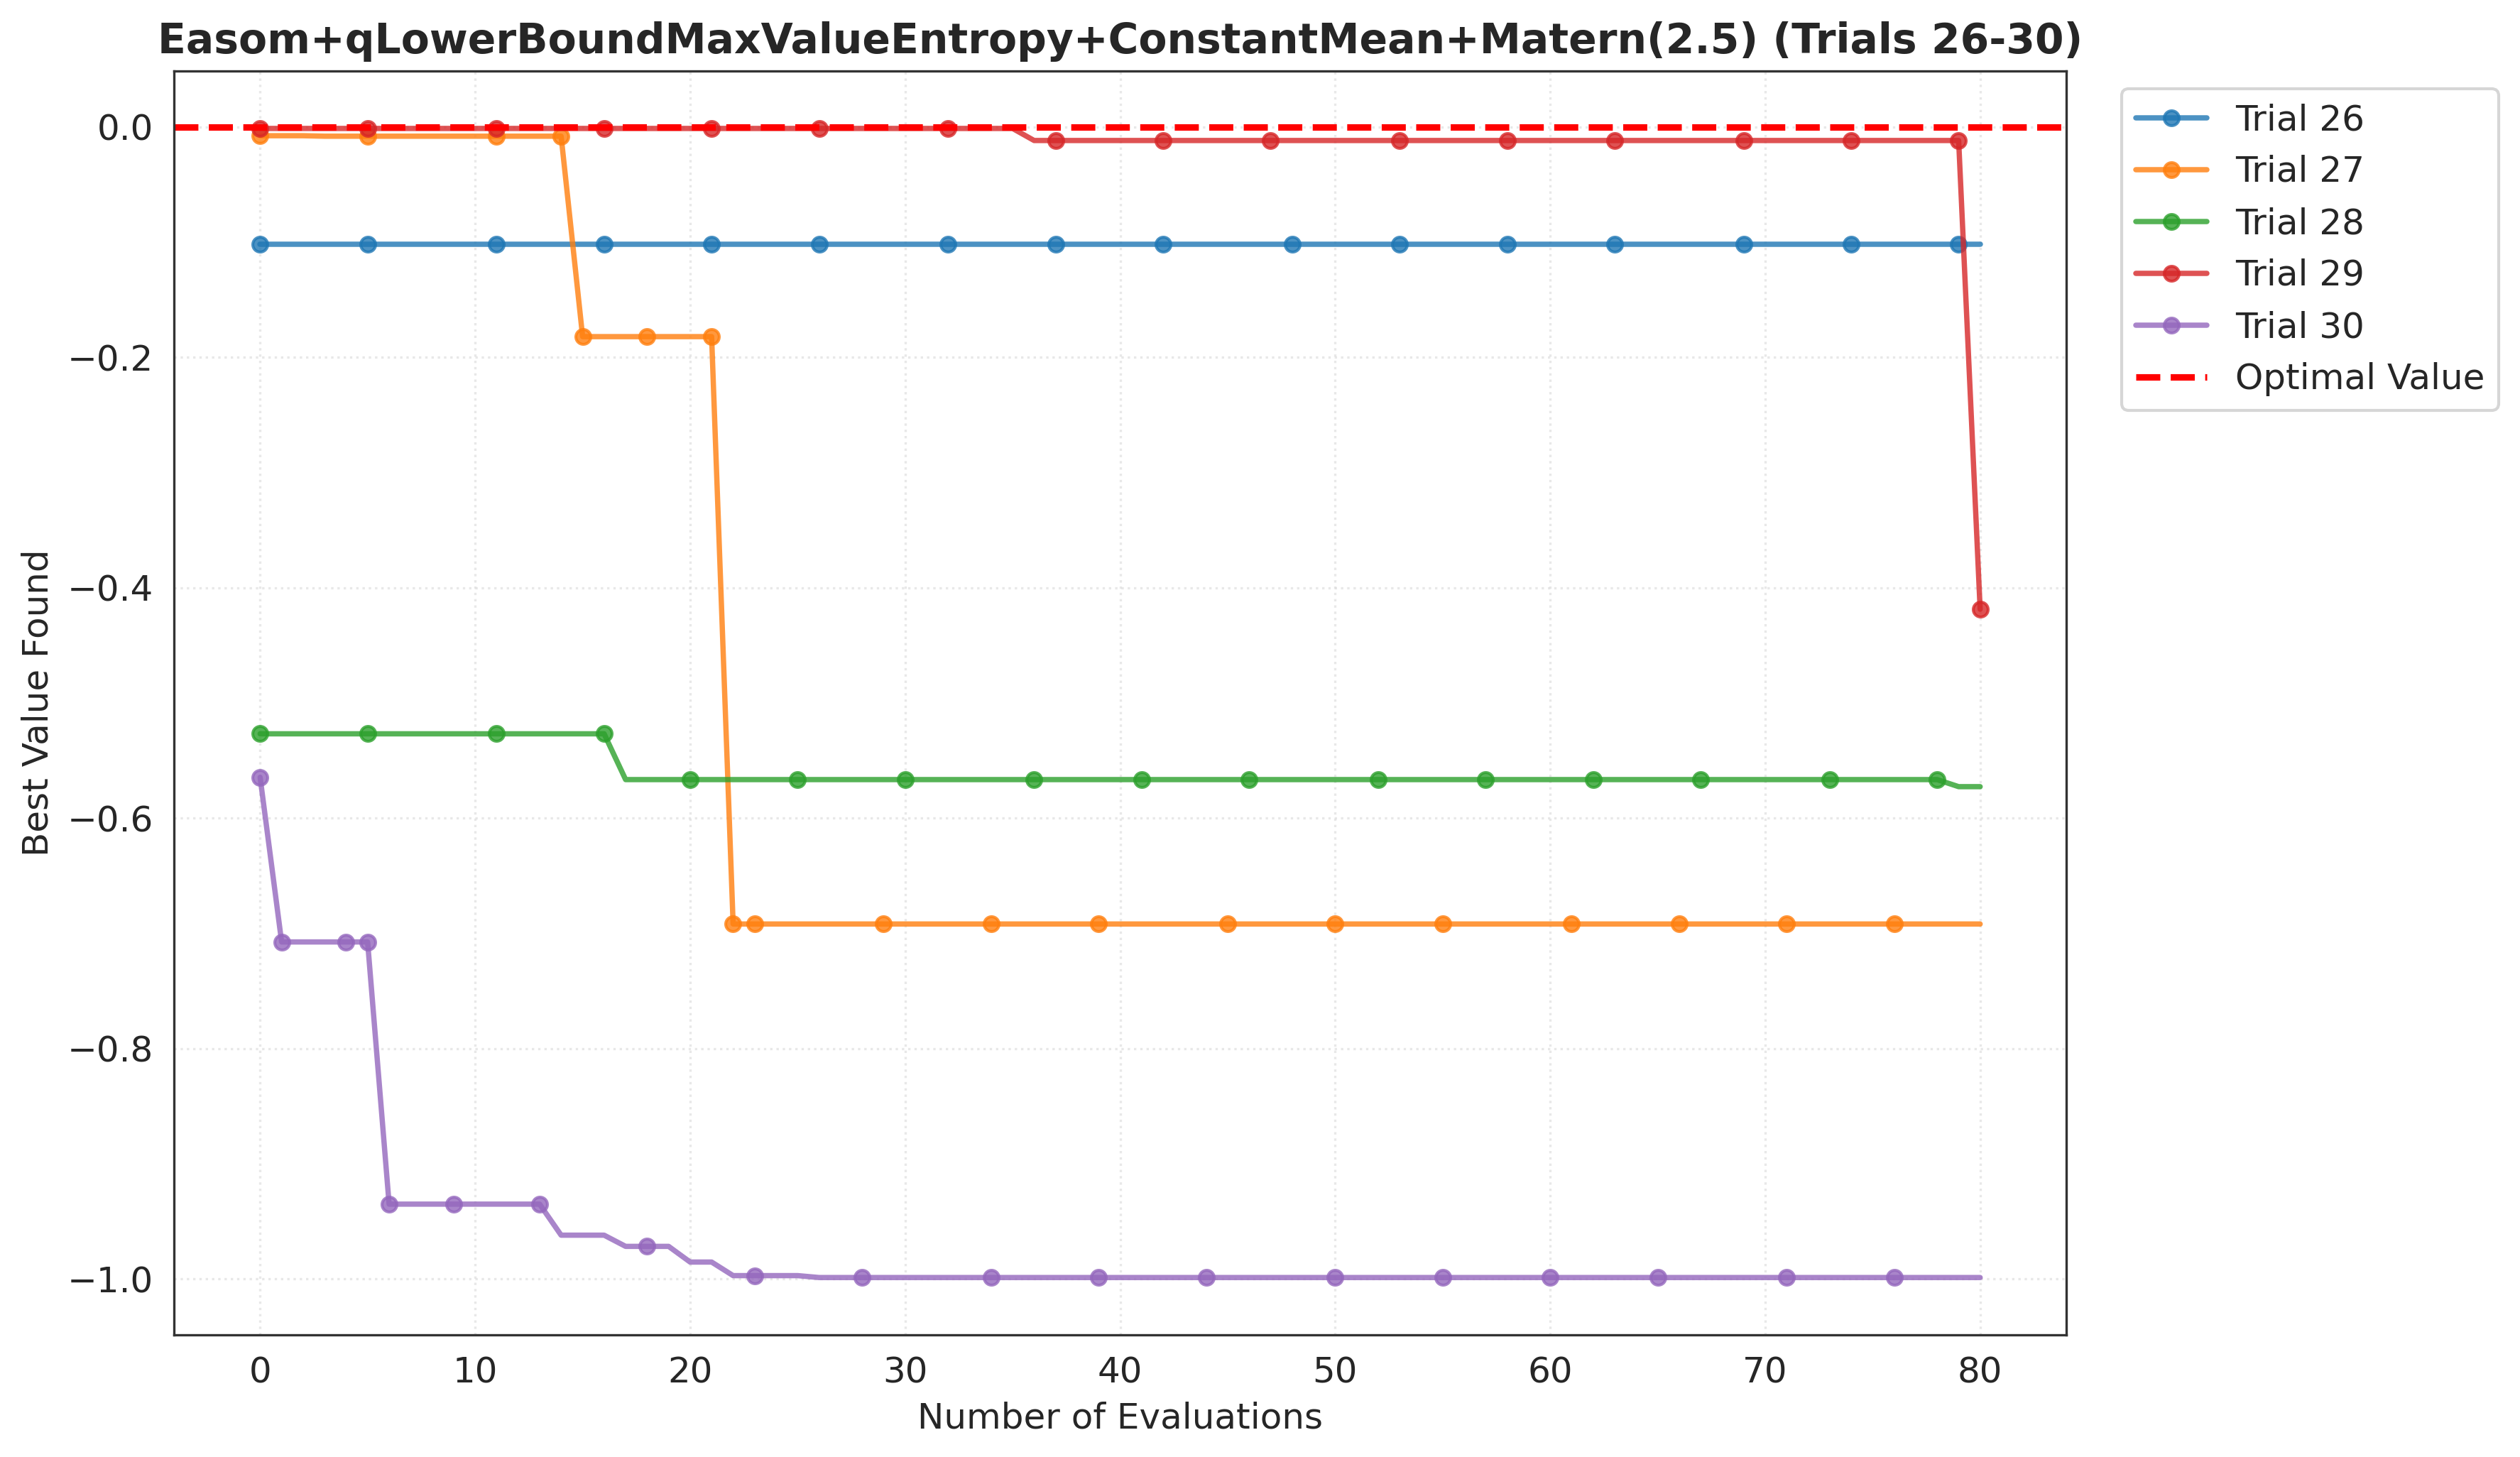 Easom+qLowerBoundMaxValueEntropy+ConstantMean+Matern(2.5) (Trials 26-30)
Trial 26
Trial 27
Trial 28
Trial 29
Trial 30
Optimal Value
Best Value Found
0.0
−0.2
−0.4
−0.6
−0.8
−1.0
0 10 20 30 40 50 60 70 80
Number of Evaluations